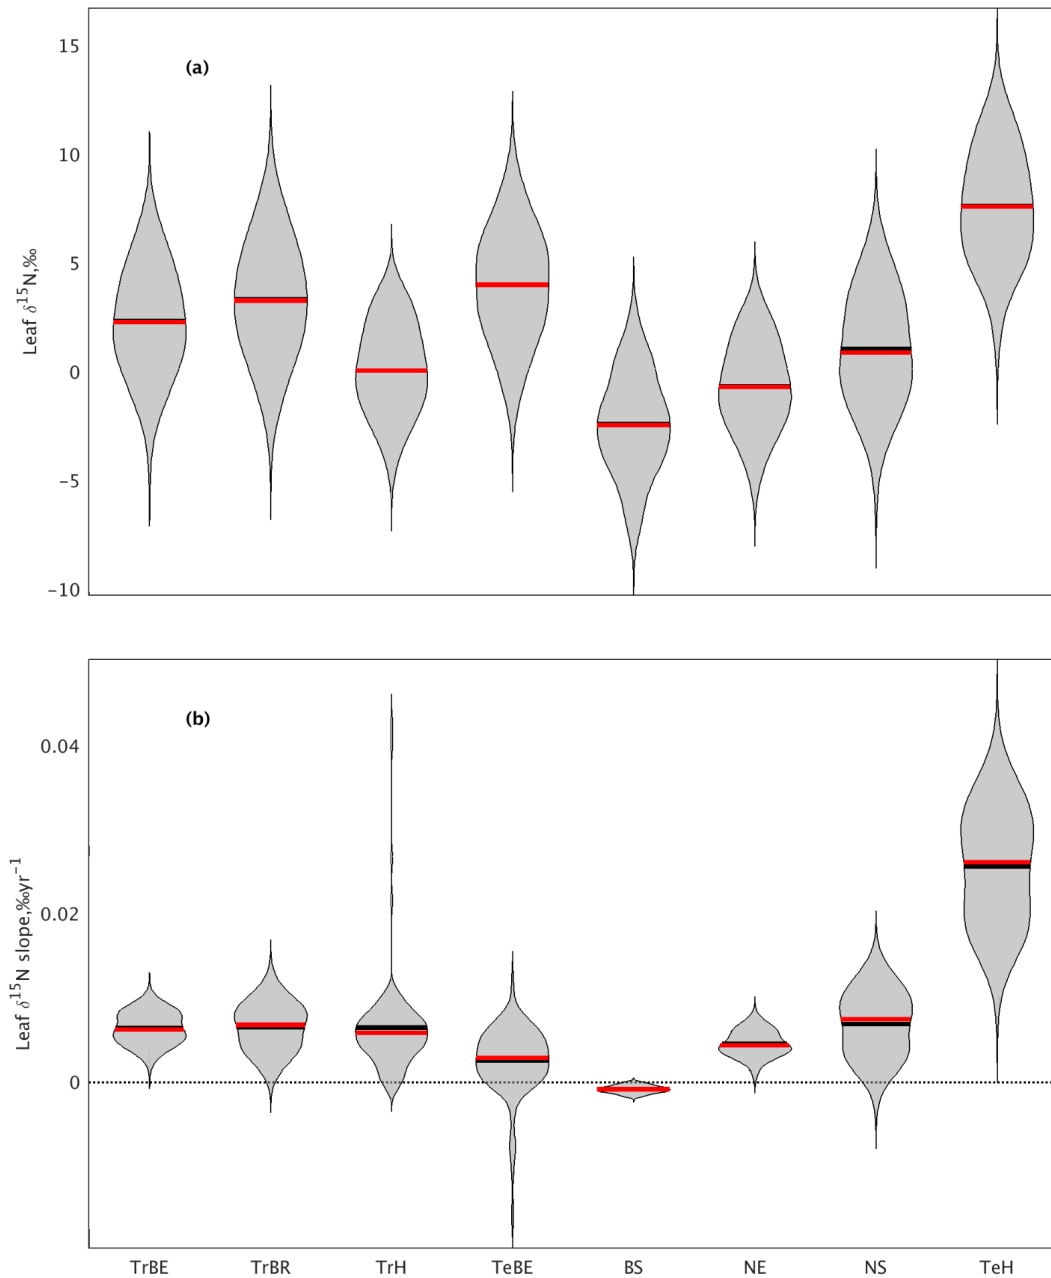 (a)
15
10
5
0
−5
−10
Leaf δ¹⁵N,‰
(b)
0.04
0.02
0
Leaf δ¹⁵N slope,‰yr⁻¹
TrBE TrBR TrH TeBE BS NE NS TeH